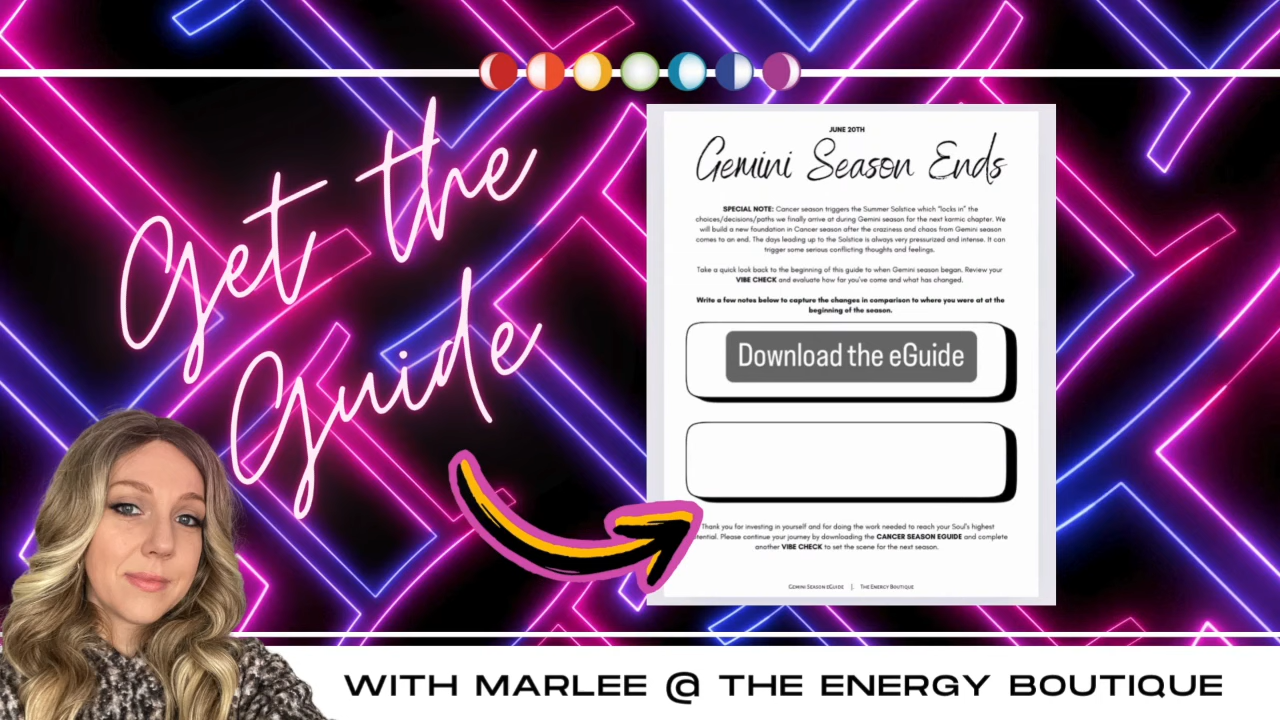 Get the
Guide
JUNE 20TH
Gemini Season Ends
SPECIAL NOTE: Cancer season triggers the Summer Solstice which "locks in" the
choices/decisions/paths we finally arrive at during Gemini season for the next karmic chapter. We
will build a new foundation in Cancer season after the craziness and chaos from Gemini season
comes to an end. The days leading up to the Solstice is always very pressurized and intense. It can
trigger some serious conflicting thoughts and feelings.
Take a quick look back to the beginning of this guide to when Gemini season began. Review your
VIBE CHECK and evaluate how far you've come and what has changed.
Write a few notes below to capture the changes in comparison to where you were at at the
beginning of the season.
Download the eGuide
Thank you for investing in yourself and for doing the work needed to reach your Soul's highest
Please continue your journey by downloading the CANCER SEASON EGUIDE and complete
another VIBE CHECK to set the scene for the next season.
GEMINI SEASON EGUIDE | THE ENERGY BOUTIQUE
WITH MARLEE @ THE ENERGY BOUTIQUE